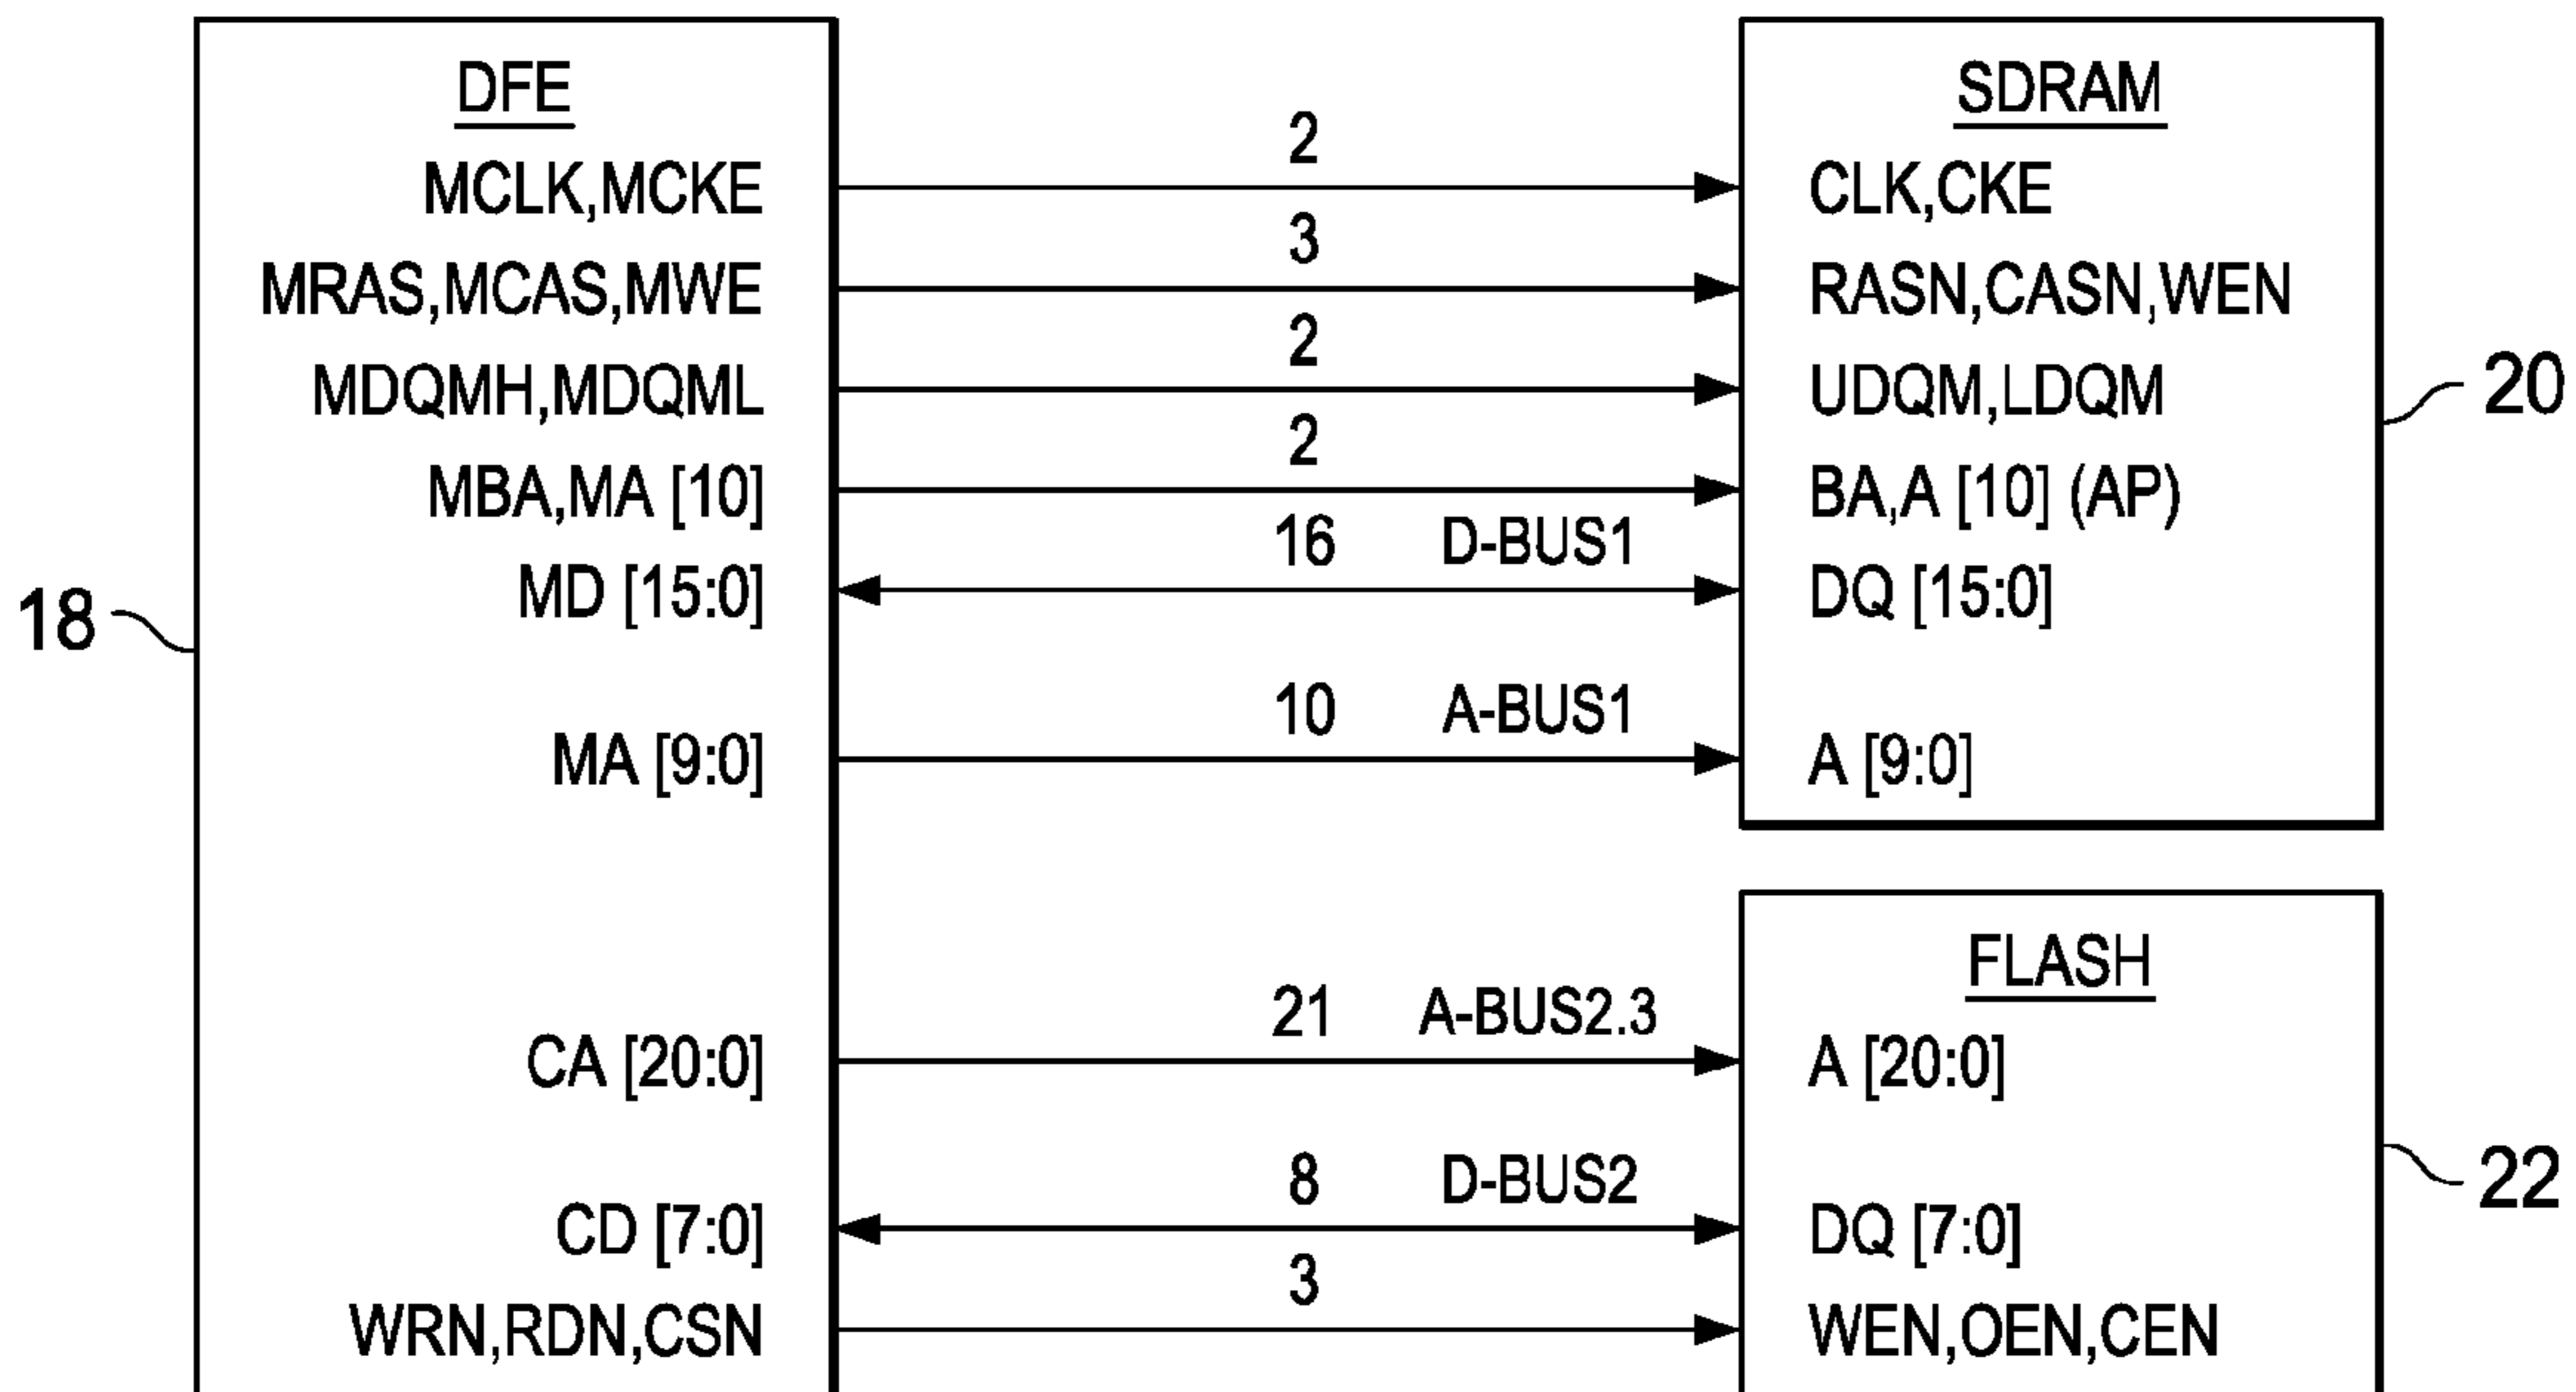 DFE
SDRAM
2
MCLK,MCKE
CLK,CKE
3
MRAS,MCAS,MWE
RASN,CASN,WEN
2
MDQMH,MDQML
UDQM,LDQM
20
2
MBA,MA [10]
BA,A [10] (AP)
16 D-BUS1
MD [15:0]
DQ [15:0]
18
10 A-BUS1
MA [9:0]
A [9:0]
FLASH
21 A-BUS2.3
CA [20:0]
A [20:0]
8 D-BUS2
22
CD [7:0]
DQ [7:0]
3
WRN,RDN,CSN
WEN,OEN,CEN